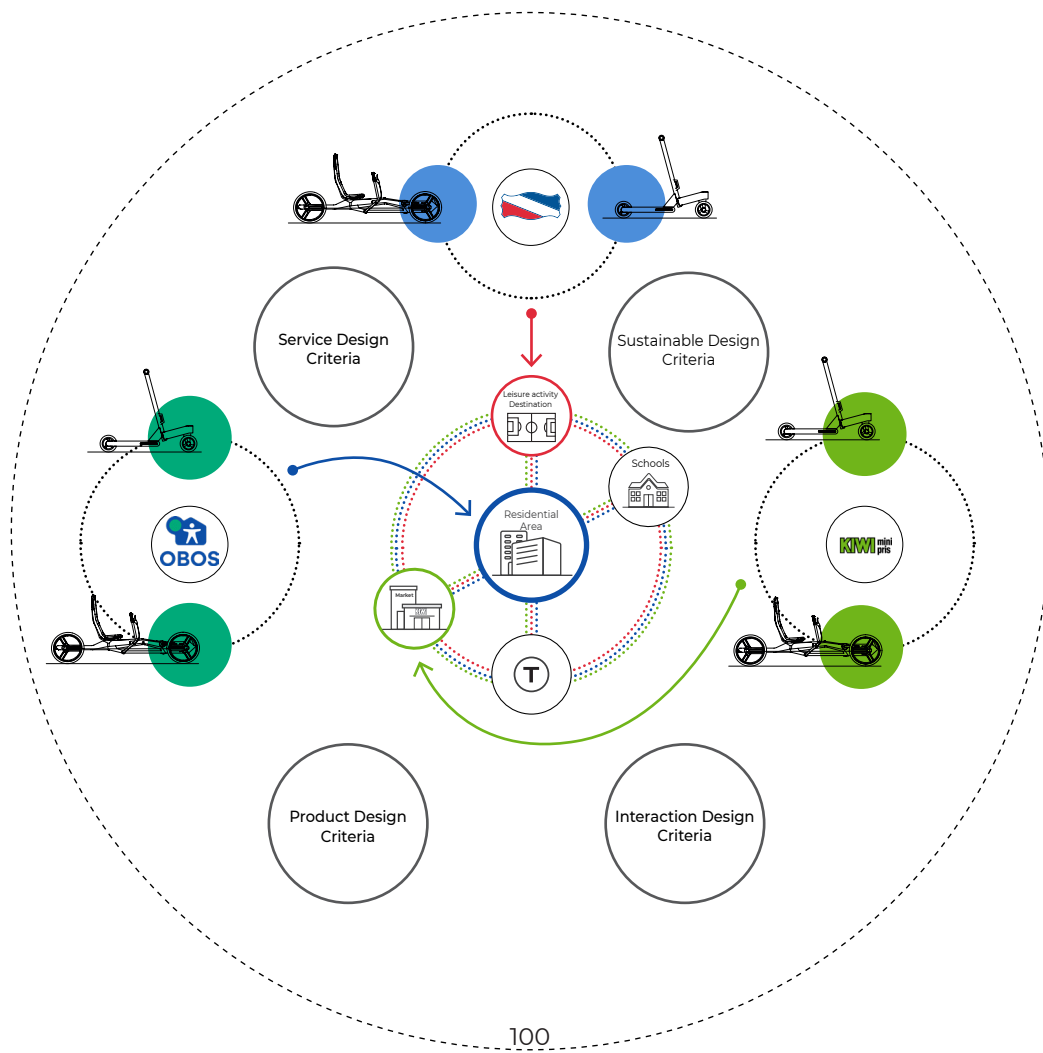 Service Design
Criteria
Sustainable Design
Criteria
Leisure activity
Destination
Schools
Residential
Area
OBOS
KIWI mini
pris
Market
KIWI
T
Product Design
Criteria
Interaction Design
Criteria
100